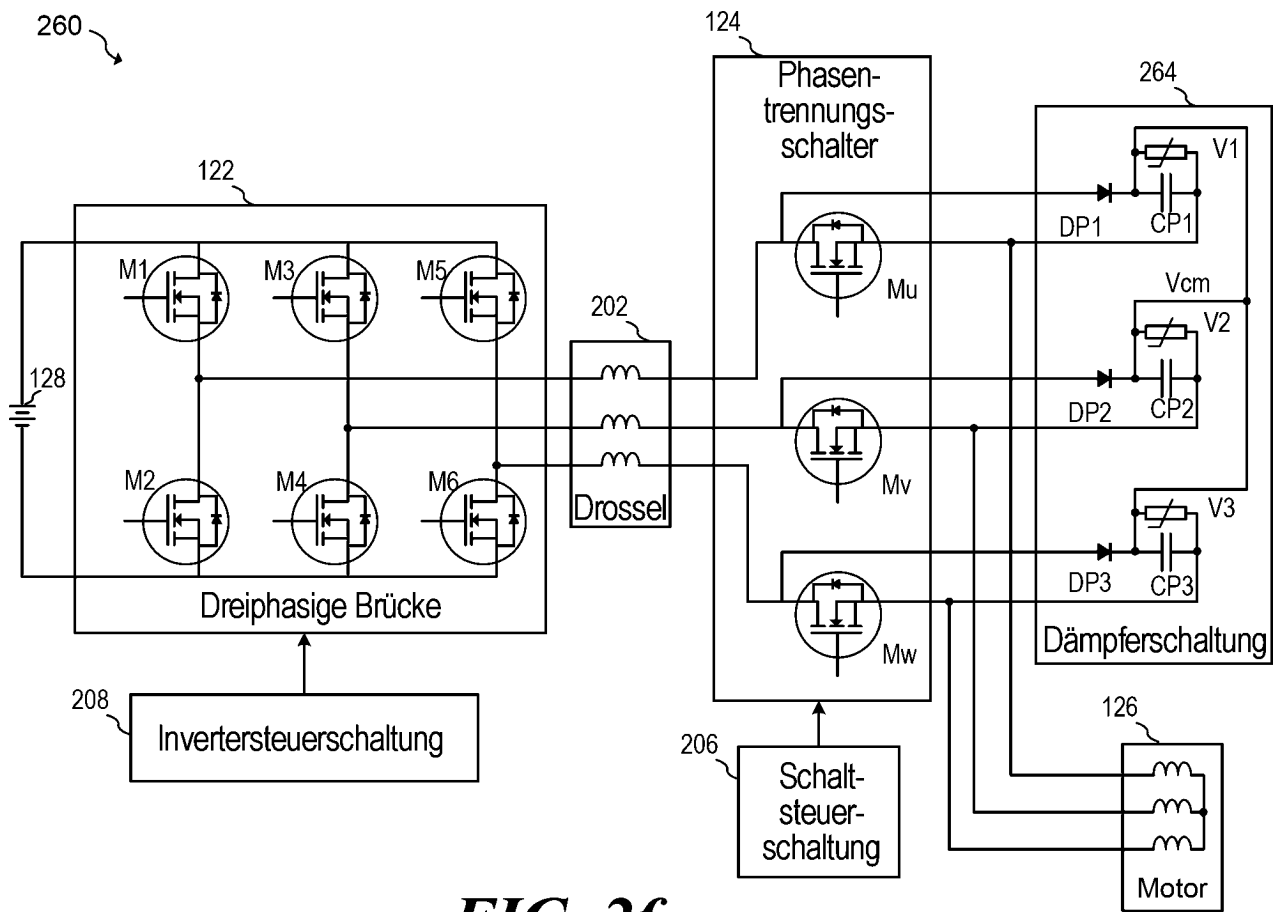 260
124
Phasen-
trennungs-
schalter
264
122
V1
DP1
CP1
M1
M3
M5
Mu
Vcm
202
V2
128
DP2
CP2
M2
M4
M6
Drossel
Mv
V3
DP3
CP3
Dreiphasige Brücke
Mw
Dämpferschaltung
208
Invertersteuerschaltung
206
Schalt-
steuer-
schaltung
126
Motor
FIG. 2f